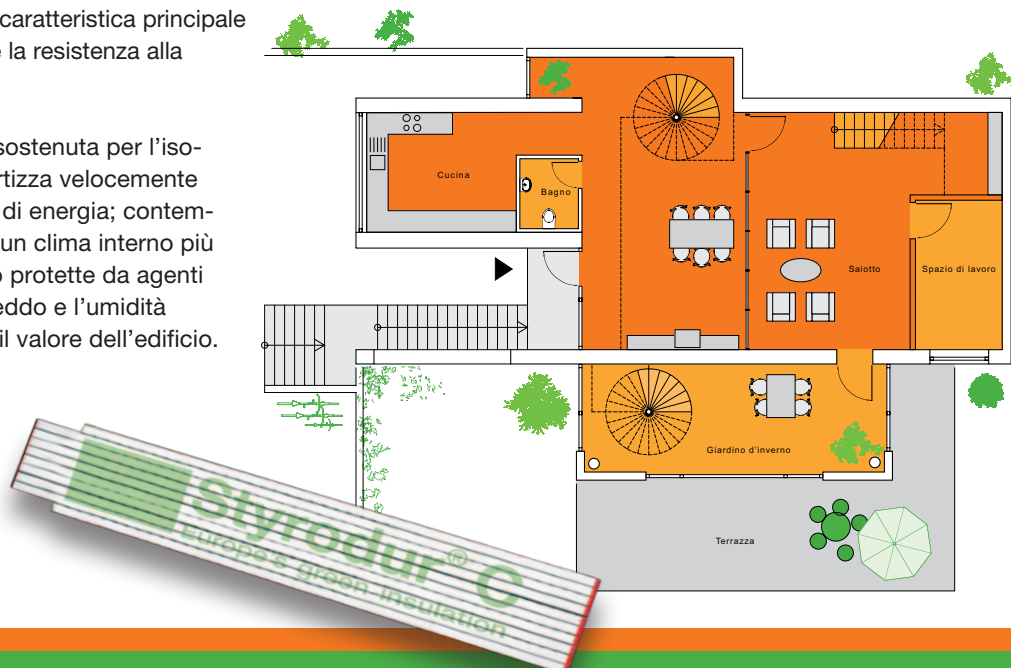 caratteristica principale
e la resistenza alla
sostenuta per l’iso-
rtizza velocemente
di energia; contem-
un clima interno più
o protette da agenti
eddo e l’umidità
il valore dell’edificio.
Cucina
Bagno
Salotto
Spazio di lavoro
Giardino d’inverno
Terrazza
Styrodur® C
Europe’s green insulation